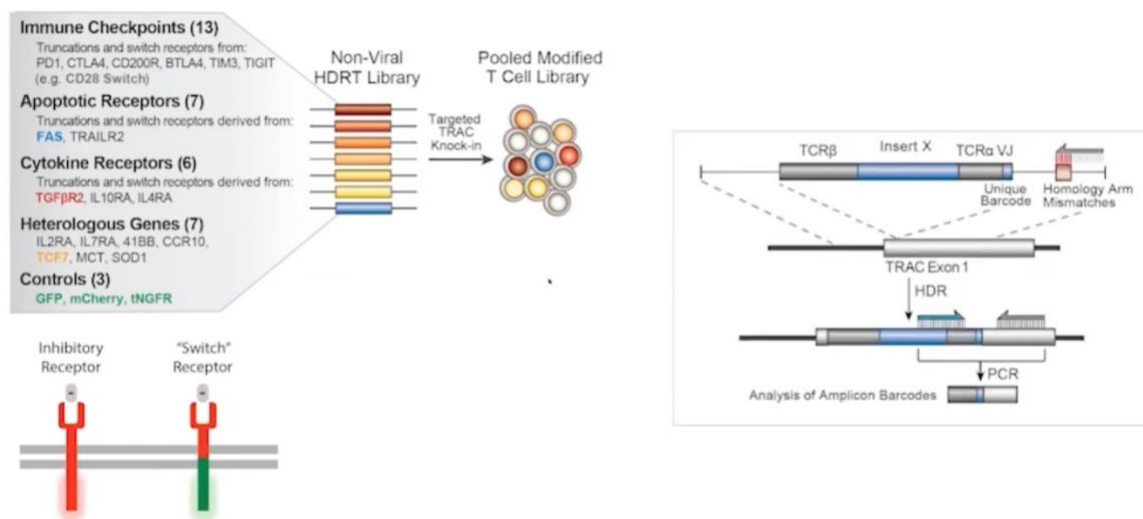 Immune Checkpoints (13)
Truncations and switch receptors from:
PD1, CTLA4, CD200R, BTLA4, TIM3, TIGIT
(e.g. CD28 Switch)
Apoptotic Receptors (7)
Truncations and switch receptors derived from:
FAS, TRAILR2
Cytokine Receptors (6)
Truncations and switch receptors derived from:
TGFβR2, IL10RA, IL4RA
Heterologous Genes (7)
IL2RA, IL7RA, 41BB, CCR10,
TCF7, MCT, SOD1
Controls (3)
GFP, mCherry, tNGFR
Non-Viral
HDRT Library
Targeted
TRAC
Knock-in
Pooled Modified
T Cell Library
Inhibitory
Receptor
"Switch"
Receptor
-
-
TCRβ
Insert X
TCRα VJ
Unique
Barcode
Homology Arm
Mismatches
TRAC Exon 1
HDR
PCR
Analysis of Amplicon Barcodes